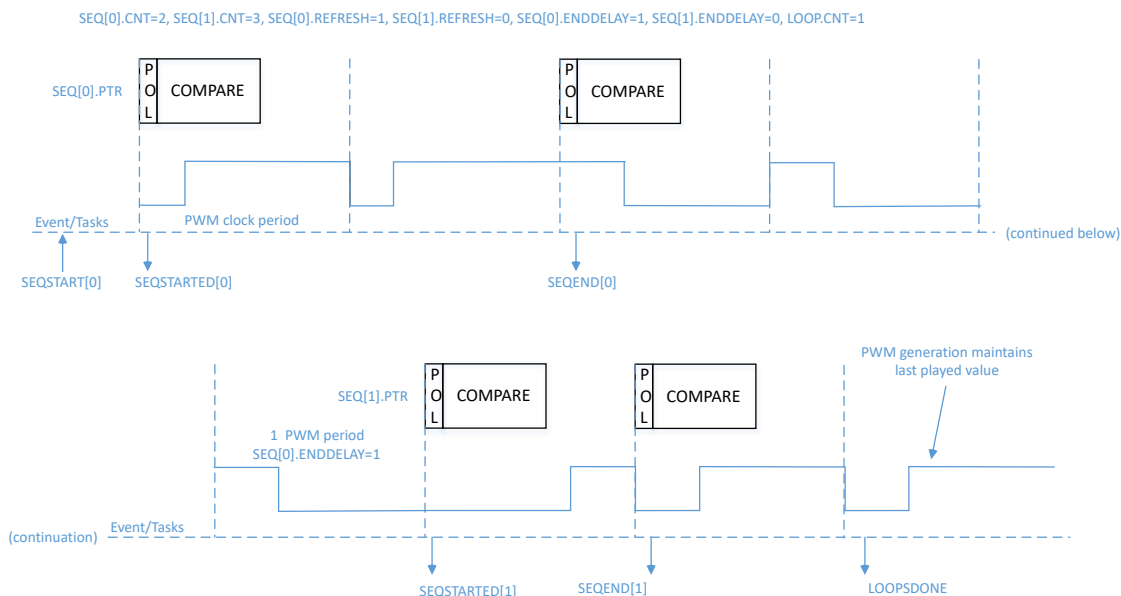 SEQ[0].CNT=2, SEQ[1].CNT=3, SEQ[0].REFRESH=1, SEQ[1].REFRESH=0, SEQ[0].ENDDELAY=1, SEQ[1].ENDDELAY=0, LOOP.CNT=1
SEQ[0].PTR
P
O
L
COMPARE
P
O
L
COMPARE
Event/Tasks
PWM clock period
(continued below)
SEQSTART[0]
SEQSTARTED[0]
SEQEND[0]
PWM generation maintains
last played value
SEQ[1].PTR
P
O
L
COMPARE
P
O
L
COMPARE
1 PWM period
SEQ[0].ENDDELAY=1
(continuation)
Event/Tasks
SEQSTARTED[1]
SEQEND[1]
LOOPSDONE